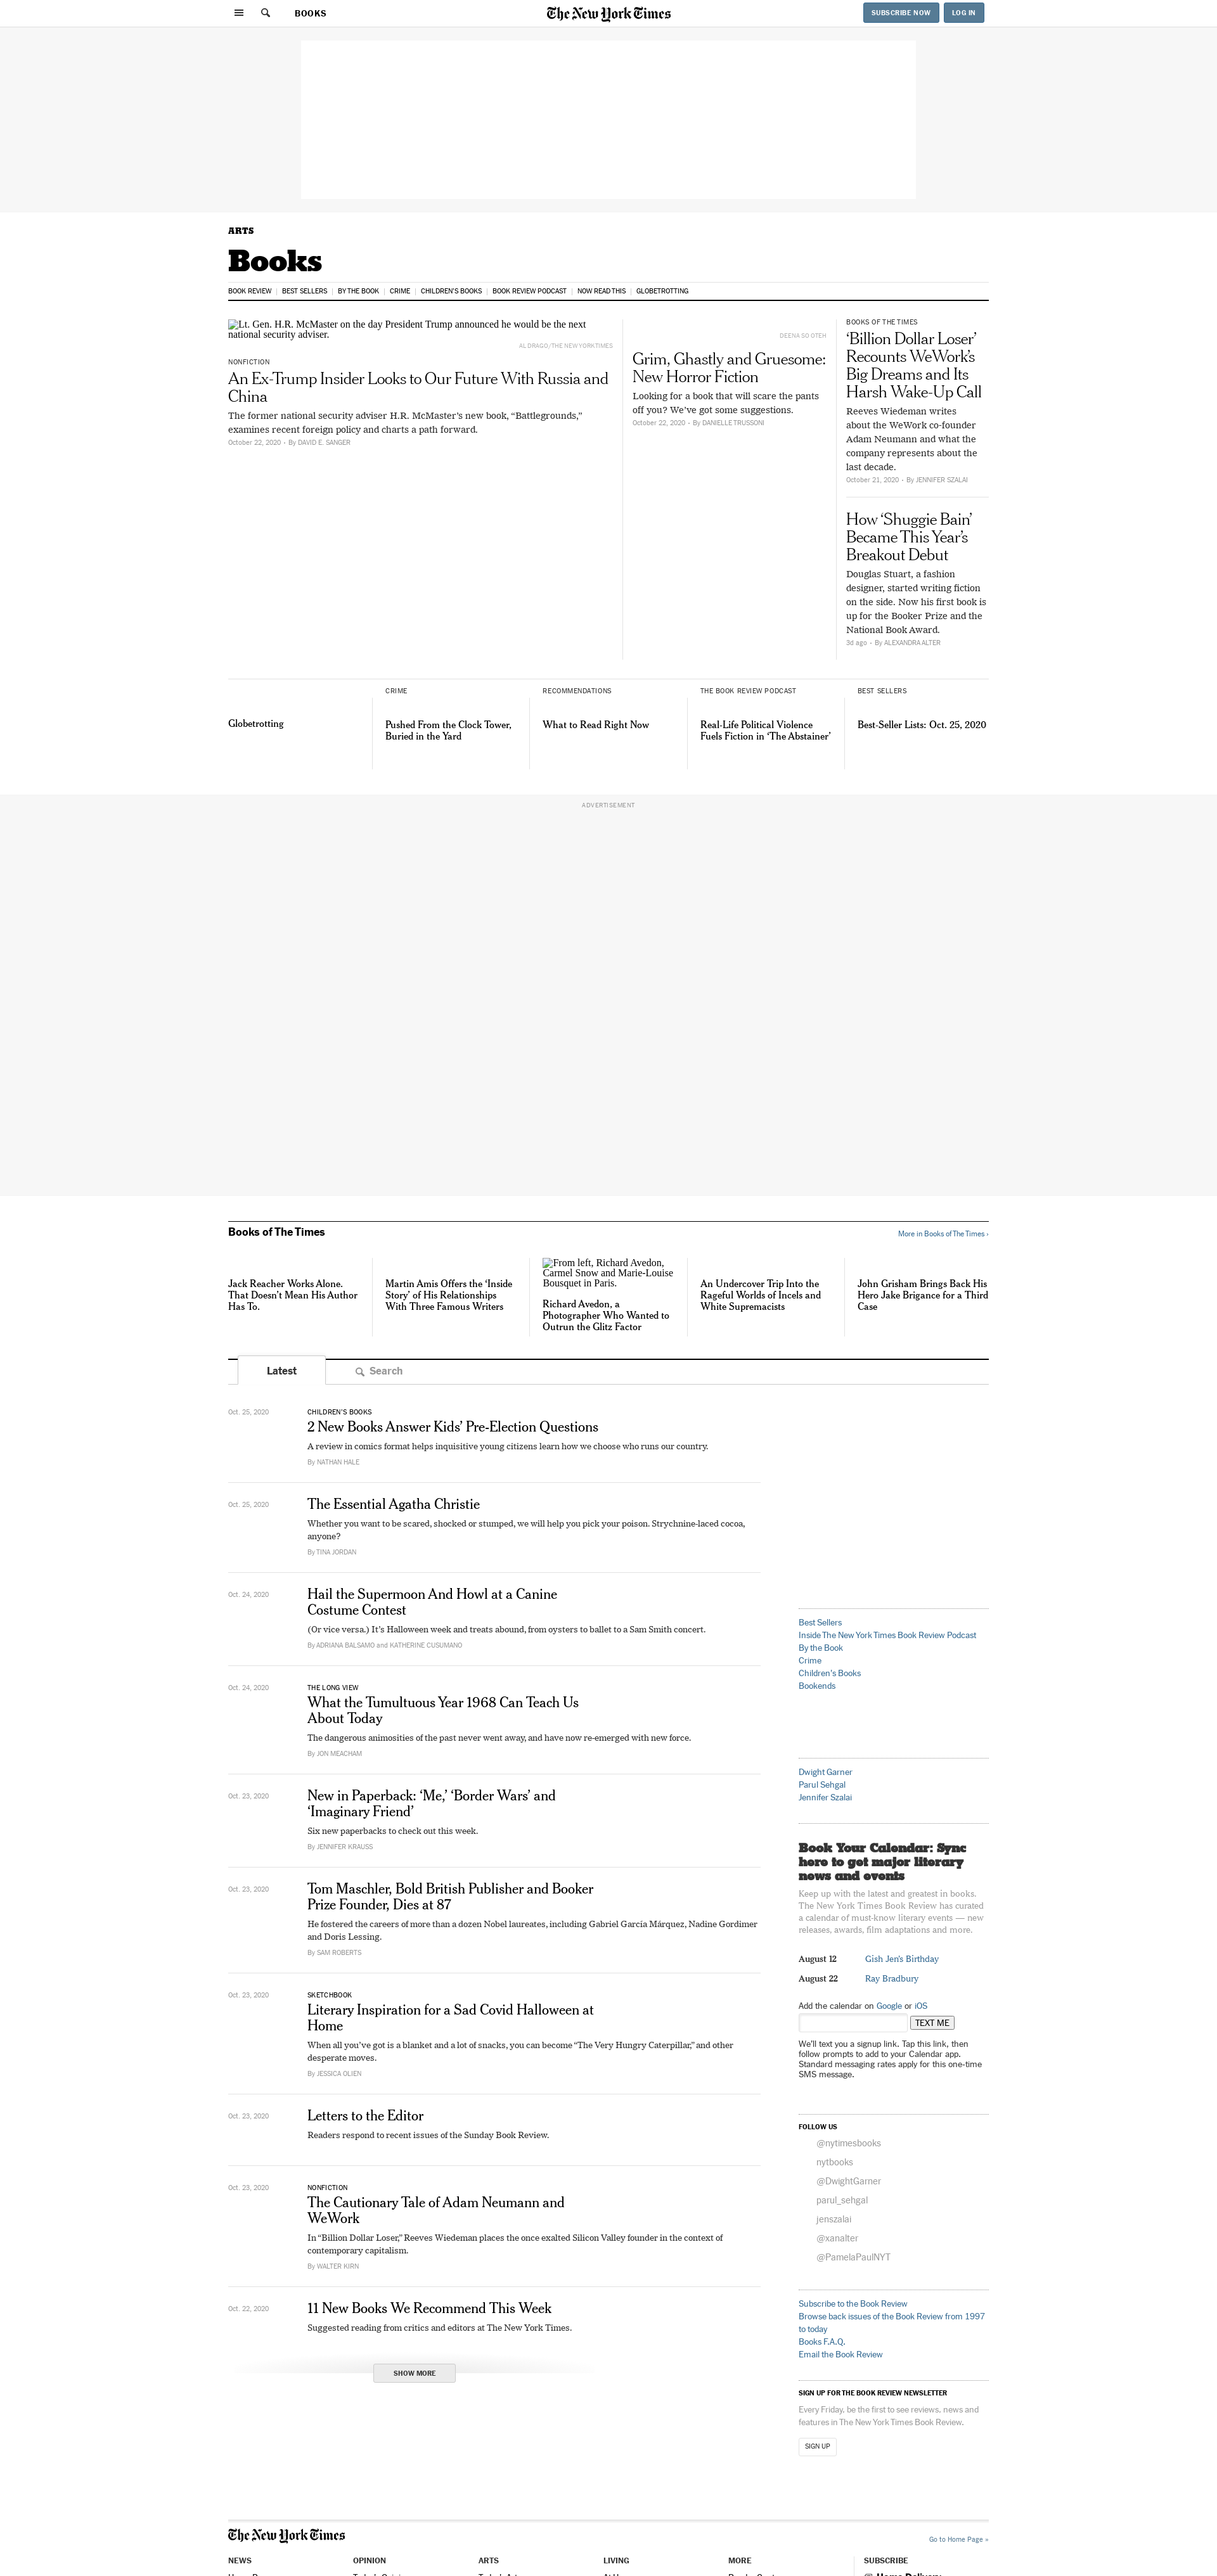 BOOKS
The New York Times
SUBSCRIBE NOW
LOG IN
ARTS
Books
BOOK REVIEW
BEST SELLERS
BY THE BOOK
CRIME
CHILDREN'S BOOKS
BOOK REVIEW PODCAST
NOW READ THIS
GLOBETROTTING
Lt. Gen. H.R. McMaster on the day President Trump announced he would be the next
national security adviser.
AL DRAGO/THE NEW YORK TIMES
NONFICTION
An Ex-Trump Insider Looks to Our Future With Russia and
China
The former national security adviser H.R. McMaster's new book, “Battlegrounds,”
examines recent foreign policy and charts a path forward.
October 22, 2020 · By DAVID E. SANGER
DEENA SO OTEH
Grim, Ghastly and Gruesome:
New Horror Fiction
Looking for a book that will scare the pants
off you? We've got some suggestions.
October 22, 2020 · By DANIELLE TRUSSONI
BOOKS OF THE TIMES
‘Billion Dollar Loser’
Recounts WeWork’s
Big Dreams and Its
Harsh Wake-Up Call
Reeves Wiedeman writes
about the WeWork co-founder
Adam Neumann and what the
company represents about the
last decade.
October 21, 2020 · By JENNIFER SZALAI
How ‘Shuggie Bain’
Became This Year’s
Breakout Debut
Douglas Stuart, a fashion
designer, started writing fiction
on the side. Now his first book is
up for the Booker Prize and the
National Book Award.
3d ago · By ALEXANDRA ALTER
Globetrotting
CRIME
Pushed From the Clock Tower,
Buried in the Yard
RECOMMENDATIONS
What to Read Right Now
THE BOOK REVIEW PODCAST
Real-Life Political Violence
Fuels Fiction in ‘The Abstainer’
BEST SELLERS
Best-Seller Lists: Oct. 25, 2020
ADVERTISEMENT
Books of The Times
More in Books of The Times ›
Jack Reacher Works Alone.
That Doesn’t Mean His Author
Has To.
Martin Amis Offers the ‘Inside
Story’ of His Relationships
With Three Famous Writers
From left, Richard Avedon,
Carmel Snow and Marie-Louise
Bousquet in Paris.
Richard Avedon, a
Photographer Who Wanted to
Outrun the Glitz Factor
An Undercover Trip Into the
Rageful Worlds of Incels and
White Supremacists
John Grisham Brings Back His
Hero Jake Brigance for a Third
Case
Latest
Search
Oct. 25, 2020
CHILDREN'S BOOKS
2 New Books Answer Kids’ Pre-Election Questions
A review in comics format helps inquisitive young citizens learn how we choose who runs our country.
By NATHAN HALE
Oct. 25, 2020
The Essential Agatha Christie
Whether you want to be scared, shocked or stumped, we will help you pick your poison. Strychnine-laced cocoa,
anyone?
By TINA JORDAN
Oct. 24, 2020
Hail the Supermoon And Howl at a Canine
Costume Contest
(Or vice versa.) It’s Halloween week and treats abound, from oysters to ballet to a Sam Smith concert.
By ADRIANA BALSAMO and KATHERINE CUSUMANO
Oct. 24, 2020
THE LONG VIEW
What the Tumultuous Year 1968 Can Teach Us
About Today
The dangerous animosities of the past never went away, and have now re-emerged with new force.
By JON MEACHAM
Oct. 23, 2020
New in Paperback: ‘Me,’ ‘Border Wars’ and
‘Imaginary Friend’
Six new paperbacks to check out this week.
By JENNIFER KRAUSS
Oct. 23, 2020
Tom Maschler, Bold British Publisher and Booker
Prize Founder, Dies at 87
He fostered the careers of more than a dozen Nobel laureates, including Gabriel García Márquez, Nadine Gordimer
and Doris Lessing.
By SAM ROBERTS
Oct. 23, 2020
SKETCHBOOK
Literary Inspiration for a Sad Covid Halloween at
Home
When all you’ve got is a blanket and a lot of snacks, you can become “The Very Hungry Caterpillar,” and other
desperate moves.
By JESSICA OLIEN
Oct. 23, 2020
Letters to the Editor
Readers respond to recent issues of the Sunday Book Review.
Oct. 23, 2020
NONFICTION
The Cautionary Tale of Adam Neumann and
WeWork
In “Billion Dollar Loser,” Reeves Wiedeman places the once exalted Silicon Valley founder in the context of
contemporary capitalism.
By WALTER KIRN
Oct. 22, 2020
11 New Books We Recommend This Week
Suggested reading from critics and editors at The New York Times.
SHOW MORE
Best Sellers
Inside The New York Times Book Review Podcast
By the Book
Crime
Children's Books
Bookends
Dwight Garner
Parul Sehgal
Jennifer Szalai
Book Your Calendar: Sync
here to get major literary
news and events
Keep up with the latest and greatest in books.
The New York Times Book Review has curated
a calendar of must-know literary events — new
releases, awards, film adaptations and more.
August 12
Gish Jen's Birthday
August 22
Ray Bradbury
Add the calendar on Google or iOS
TEXT ME
We'll text you a signup link. Tap this link, then
follow prompts to add to your Calendar app.
Standard messaging rates apply for this one-time
SMS message.
FOLLOW US
@nytimesbooks
nytbooks
@DwightGarner
parul_sehgal
jenszalai
@xanalter
@PamelaPaulNYT
Subscribe to the Book Review
Browse back issues of the Book Review from 1997
to today
Books F.A.Q.
Email the Book Review
SIGN UP FOR THE BOOK REVIEW NEWSLETTER
Every Friday, be the first to see reviews, news and
features in The New York Times Book Review.
SIGN UP
The New York Times
Go to Home Page »
NEWS
OPINION
ARTS
LIVING
MORE
SUBSCRIBE